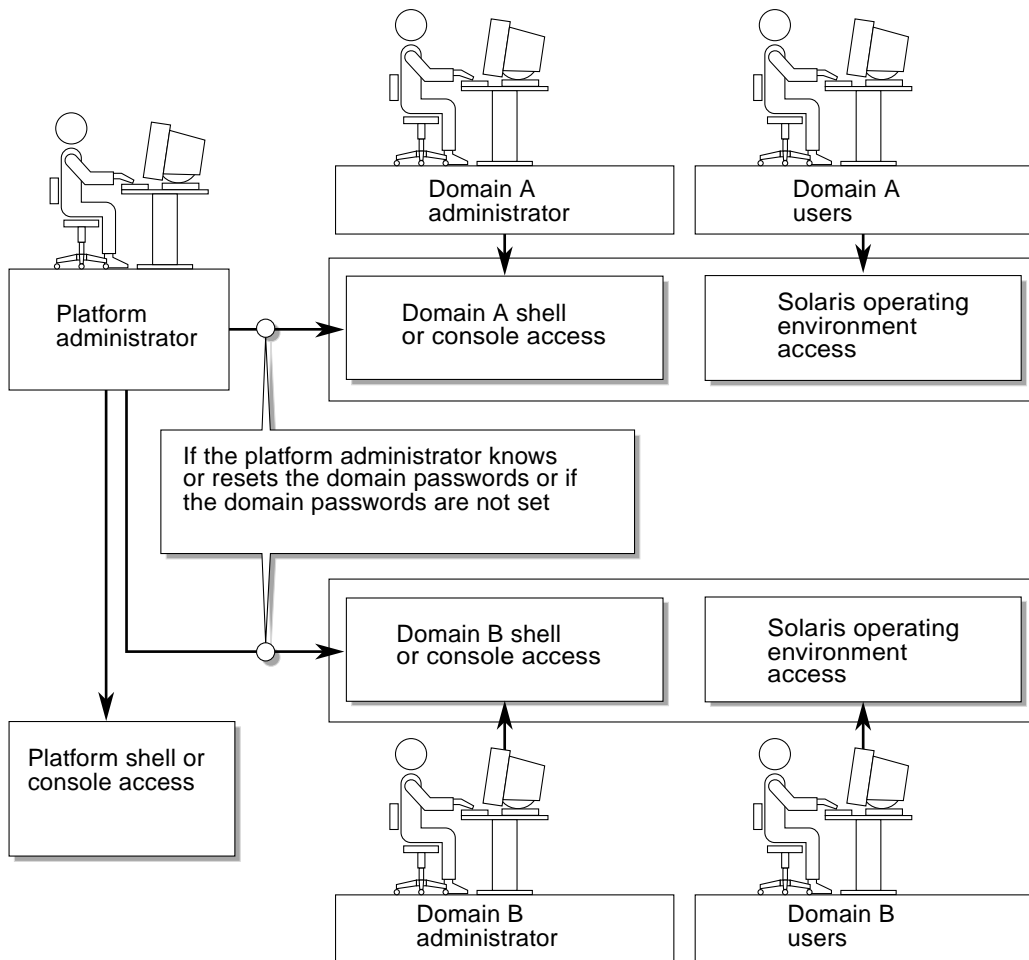 Domain A
administrator
Domain A
users
Platform
administrator
Domain A shell
or console access
Solaris operating
environment
access
If the platform administrator knows
or resets the domain passwords or if
the domain passwords are not set
Domain B shell
or console access
Solaris operating
environment
access
Platform shell or
console access
Domain B
administrator
Domain B
users